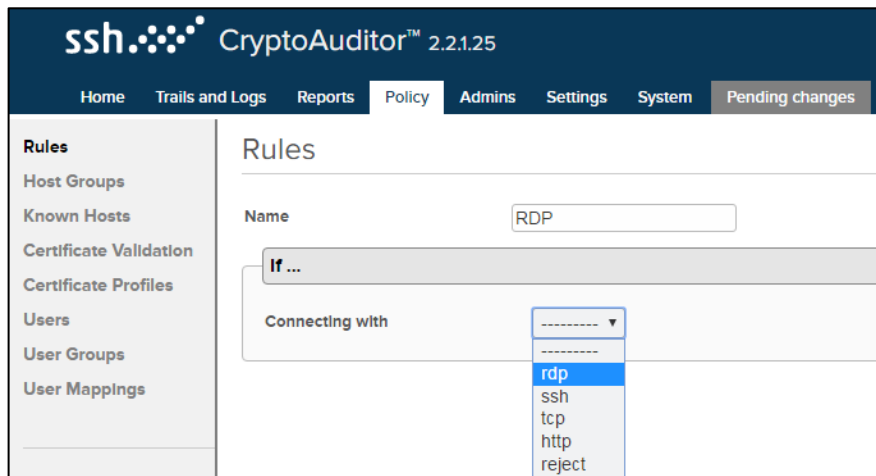 ssh CryptoAuditor™ 2.2.1.25
Home Trails and Logs Reports Policy Admins Settings System Pending changes
Rules
Host Groups
Known Hosts
Certificate Validation
Certificate Profiles
Users
User Groups
User Mappings
Rules
Name RDP
If ...
Connecting with ---------
---------
rdp
ssh
tcp
http
reject